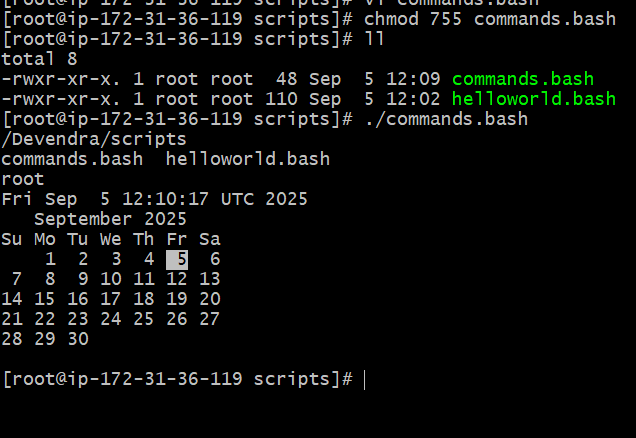 [root@ip-172-31-36-119 scripts]# vi commands.bash
[root@ip-172-31-36-119 scripts]# chmod 755 commands.bash
[root@ip-172-31-36-119 scripts]# ll
total 8
-rwxr-xr-x. 1 root root  48 Sep  5 12:09 commands.bash
-rwxr-xr-x. 1 root root 110 Sep  5 12:02 helloworld.bash
[root@ip-172-31-36-119 scripts]# ./commands.bash
/Devendra/scripts
commands.bash  helloworld.bash
root
Fri Sep  5 12:10:17 UTC 2025
   September 2025
Su Mo Tu We Th Fr Sa
    1  2  3  4  5  6
 7  8  9 10 11 12 13
14 15 16 17 18 19 20
21 22 23 24 25 26 27
28 29 30
[root@ip-172-31-36-119 scripts]#